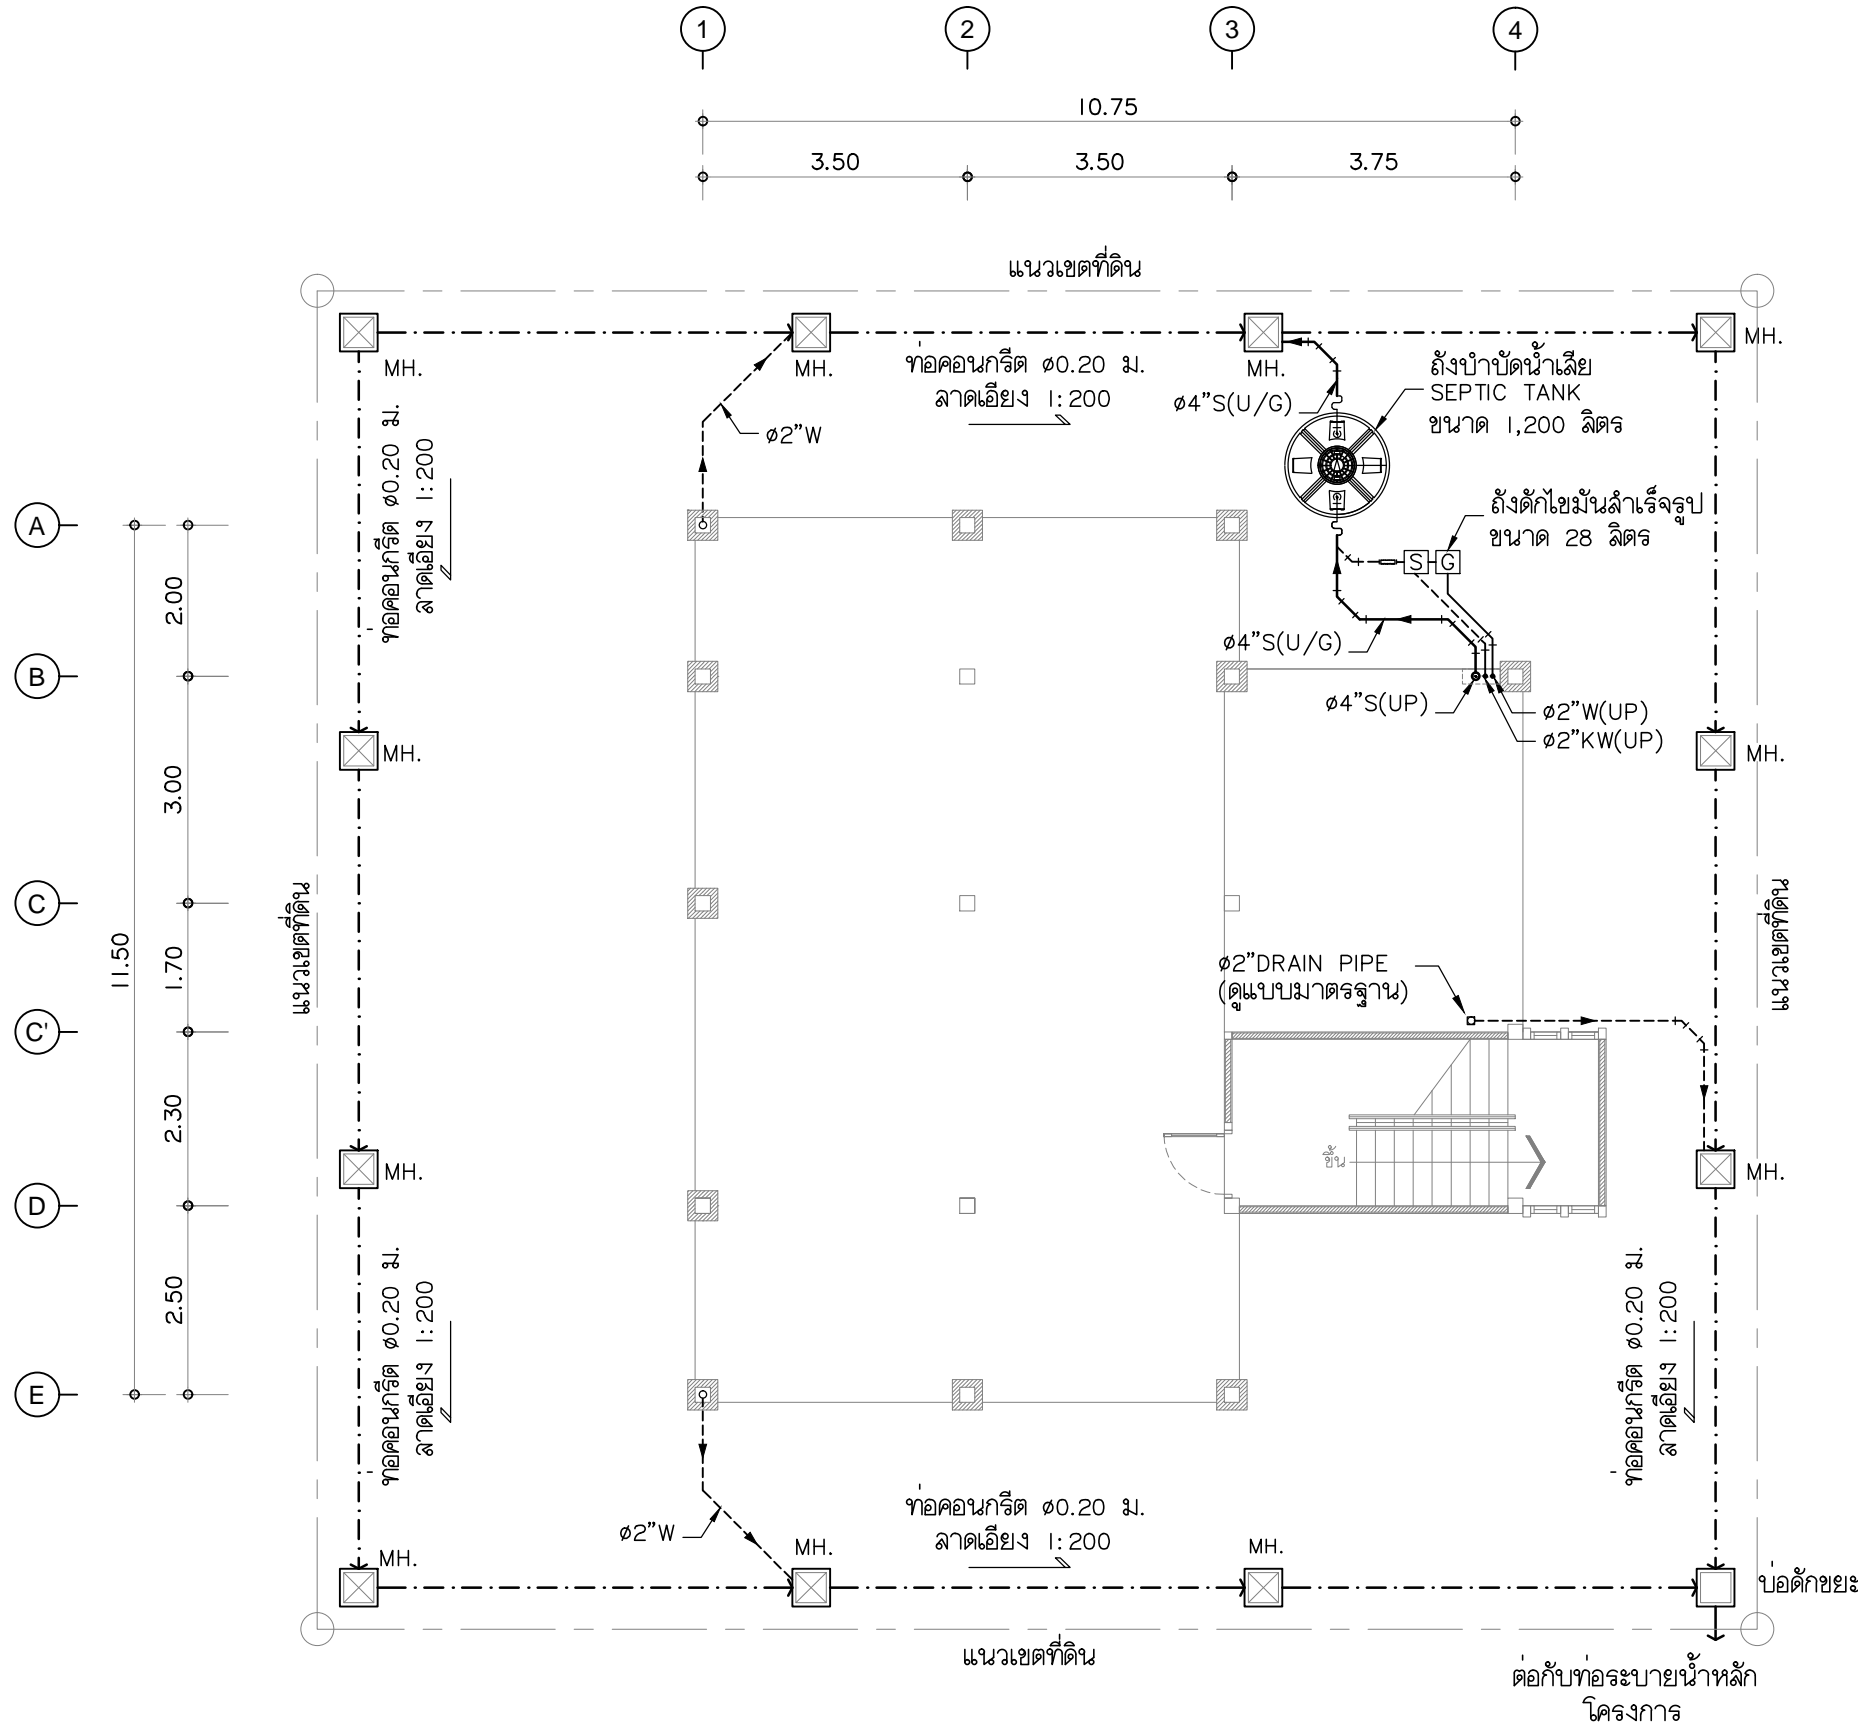 1 2 3 4
10.75
3.50 3.50 3.75
แนวเขตที่ดิน
MH. MH. MH. MH.
ท่อคอนกรีต ø0.20 ม.
ลาดเอียง 1:200
ø2"W
ø4"S(U/G)
ถังบำบัดน้ำเสีย
SEPTIC TANK
ขนาด 1,200 ลิตร
ท่อคอนกรีต ø0.20 ม.
ลาดเอียง 1:200
ถังดักไขมันสำเร็จรูป
ขนาด 28 ลิตร
S G
A
2.00
ø4"S(U/G)
B
ø4"S(UP)
ø2"W(UP)
ø2"KW(UP)
MH. MH.
3.00
C
แนวเขตที่ดิน
แนวเขตที่ดิน
11.50
1.70
ø2"DRAIN PIPE
(ดูแบบมาตรฐาน)
C'
2.30
ขึ้น
MH. MH.
D
2.50
ท่อคอนกรีต ø0.20 ม.
ลาดเอียง 1:200
ท่อคอนกรีต ø0.20 ม.
ลาดเอียง 1:200
E
ท่อคอนกรีต ø0.20 ม.
ลาดเอียง 1:200
ø2"W
MH. MH. MH.
บ่อดักขยะ
แนวเขตที่ดิน
ต่อกับท่อระบายน้ำหลัก
โครงการ